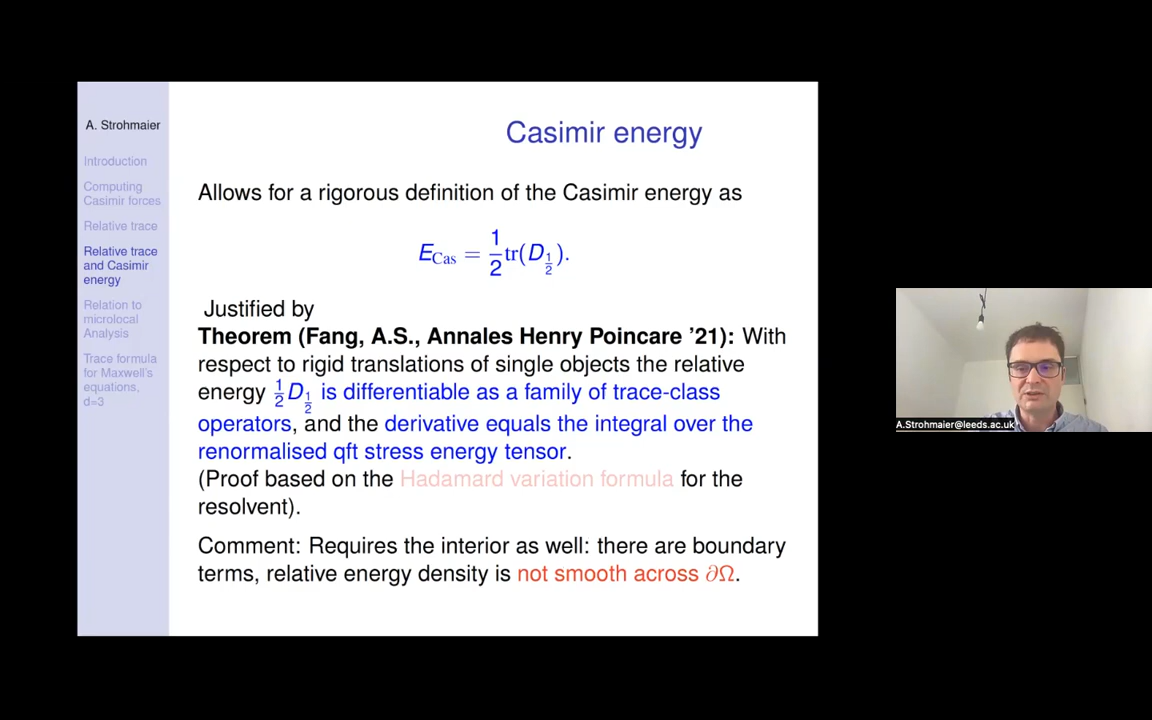 A. Strohmaier
Introduction
Computing
Casimir forces
Relative trace
Relative trace
and Casimir
energy
Relation to
microlocal
Analysis
Trace formula
for Maxwell's
equations,
d=3
Casimir energy
Allows for a rigorous definition of the Casimir energy as
E_Cas = 1/2 tr(D_{1/2}).
Justified by
Theorem (Fang, A.S., Annales Henry Poincare '21): With
respect to rigid translations of single objects the relative
energy 1/2 D_{1/2} is differentiable as a family of trace-class
operators, and the derivative equals the integral over the
renormalised qft stress energy tensor.
(Proof based on the Hadamard variation formula for the
resolvent).
Comment: Requires the interior as well: there are boundary
terms, relative energy density is not smooth across ∂Ω.
A.Strohmaier@leeds.ac.uk